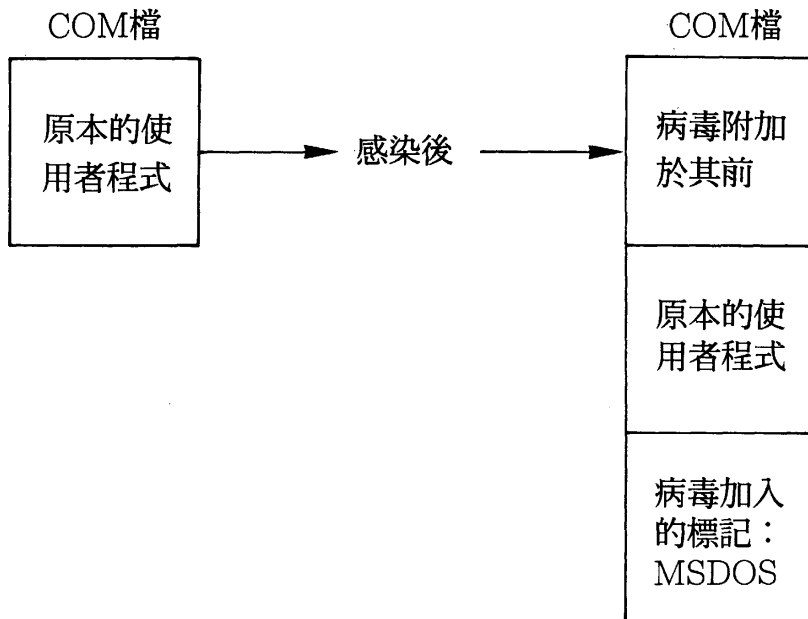 COM檔
原本的使
用者程式
感染後
COM檔
病毒附加
於其前
原本的使
用者程式
病毒加入
的標記：
MSDOS